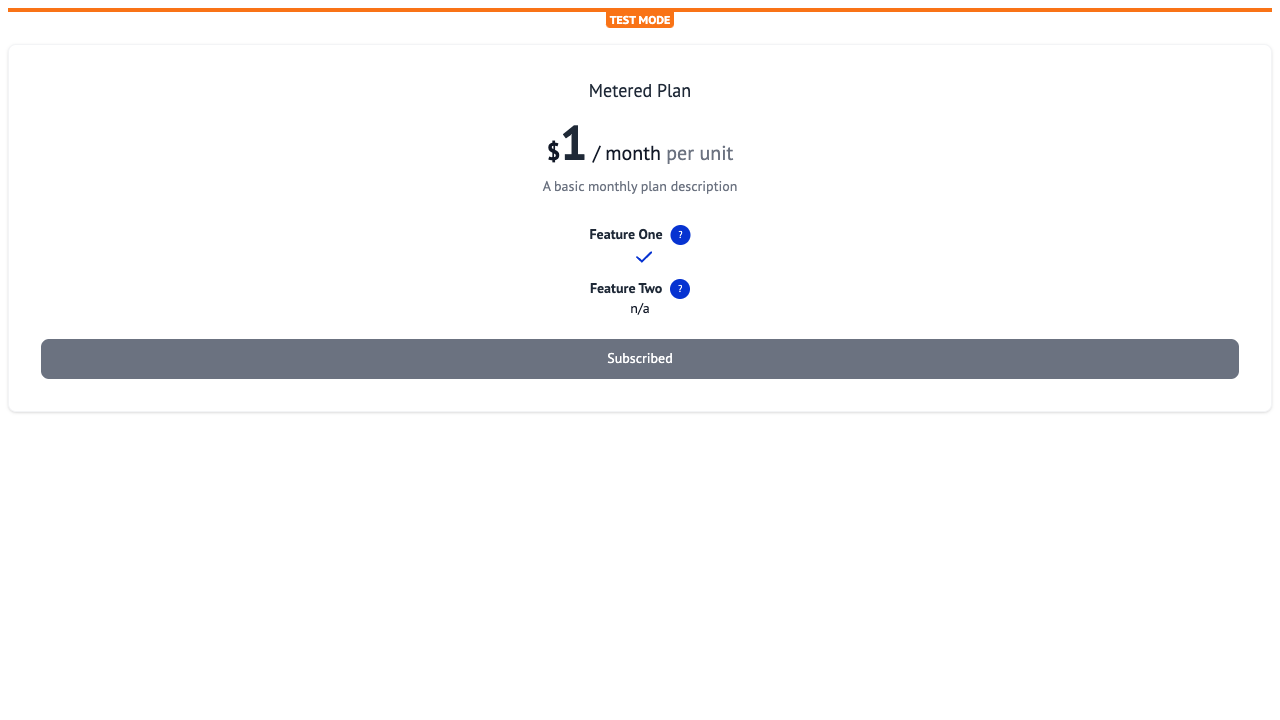 TEST MODE
Metered Plan
$1 / month per unit
A basic monthly plan description
Feature One ?
Feature Two ?
n/a
Subscribed